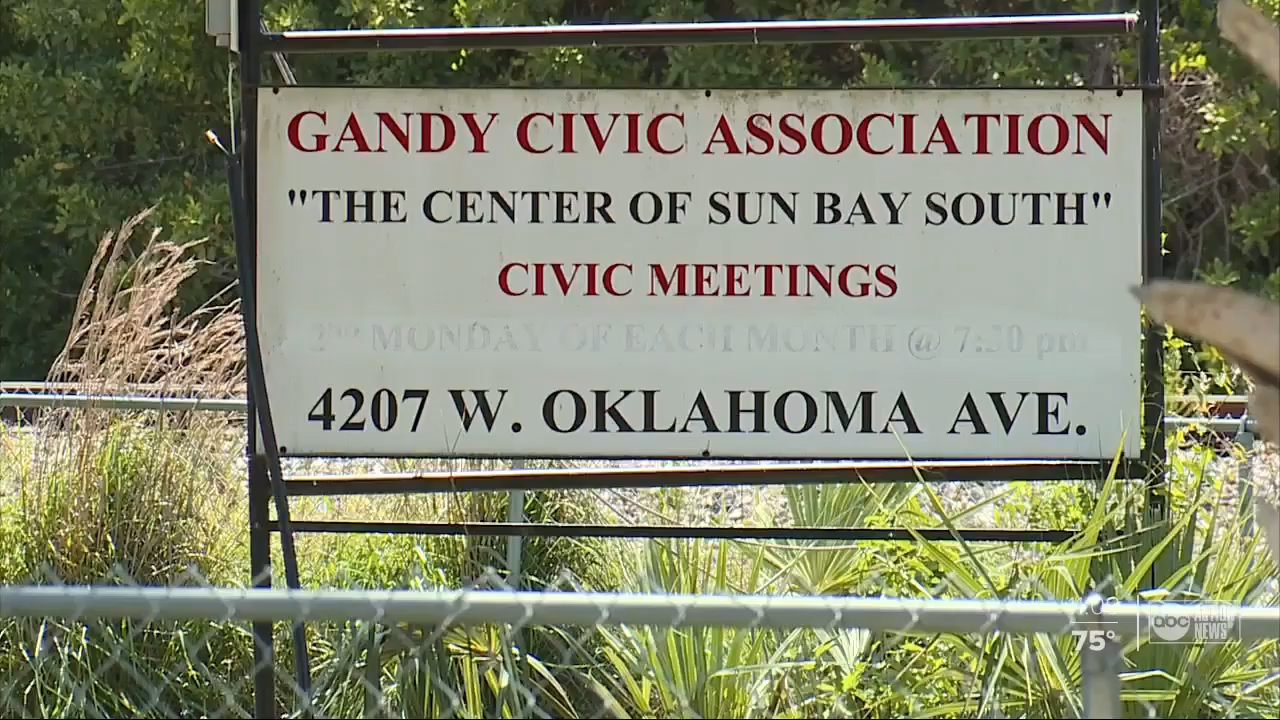 GANDY CIVIC ASSOCIATION
"THE CENTER OF SUN BAY SOUTH"
CIVIC MEETINGS
2ND MONDAY OF EACH MONTH @ 7:30 pm
4207 W. OKLAHOMA AVE.
75°
abc
NEWS